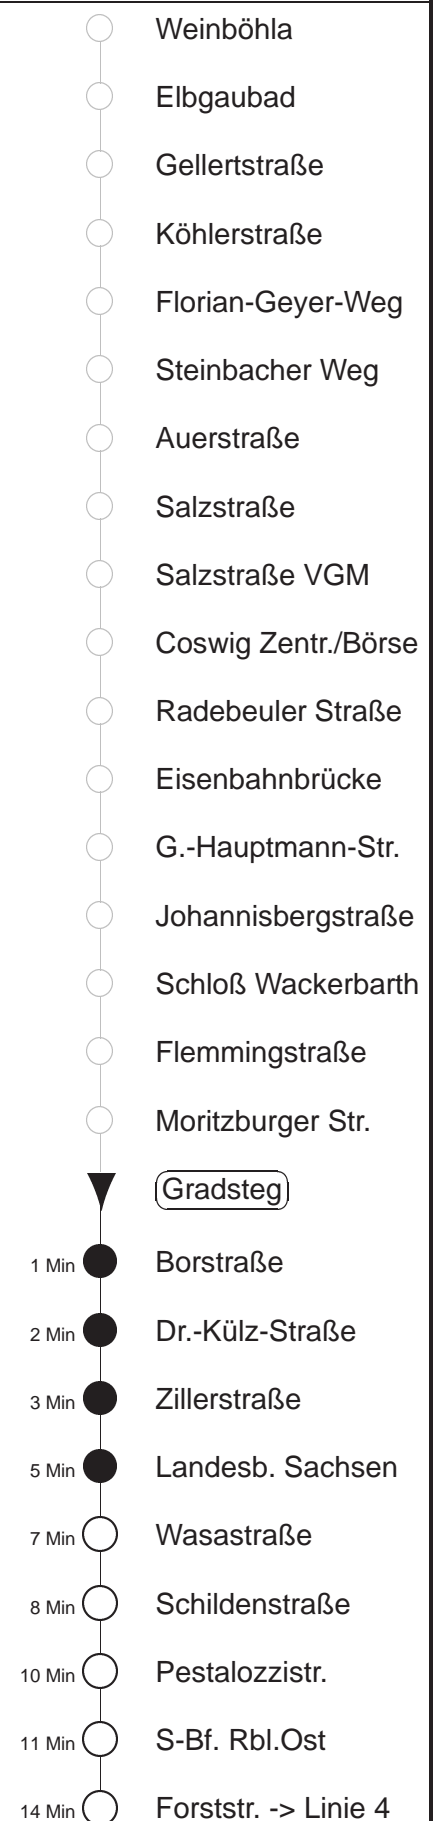 Weinböhla
Elbgaubad
Gellertstraße
Köhlerstraße
Florian-Geyer-Weg
Steinbacher Weg
Auerstraße
Salzstraße
Salzstraße VGM
Coswig Zentr./Börse
Radebeuler Straße
Eisenbahnbrücke
G.-Hauptmann-Str.
Johannisbergstraße
Schloß Wackerbarth
Flemmingstraße
Moritzburger Str.
Gradsteg
1 Min Borstraße
2 Min Dr.-Külz-Straße
3 Min Zillerstraße
5 Min Landesb. Sachsen
7 Min Wasastraße
8 Min Schildenstraße
10 Min Pestalozzistr.
11 Min S-Bf. Rbl.Ost
14 Min Forststr. -> Linie 4